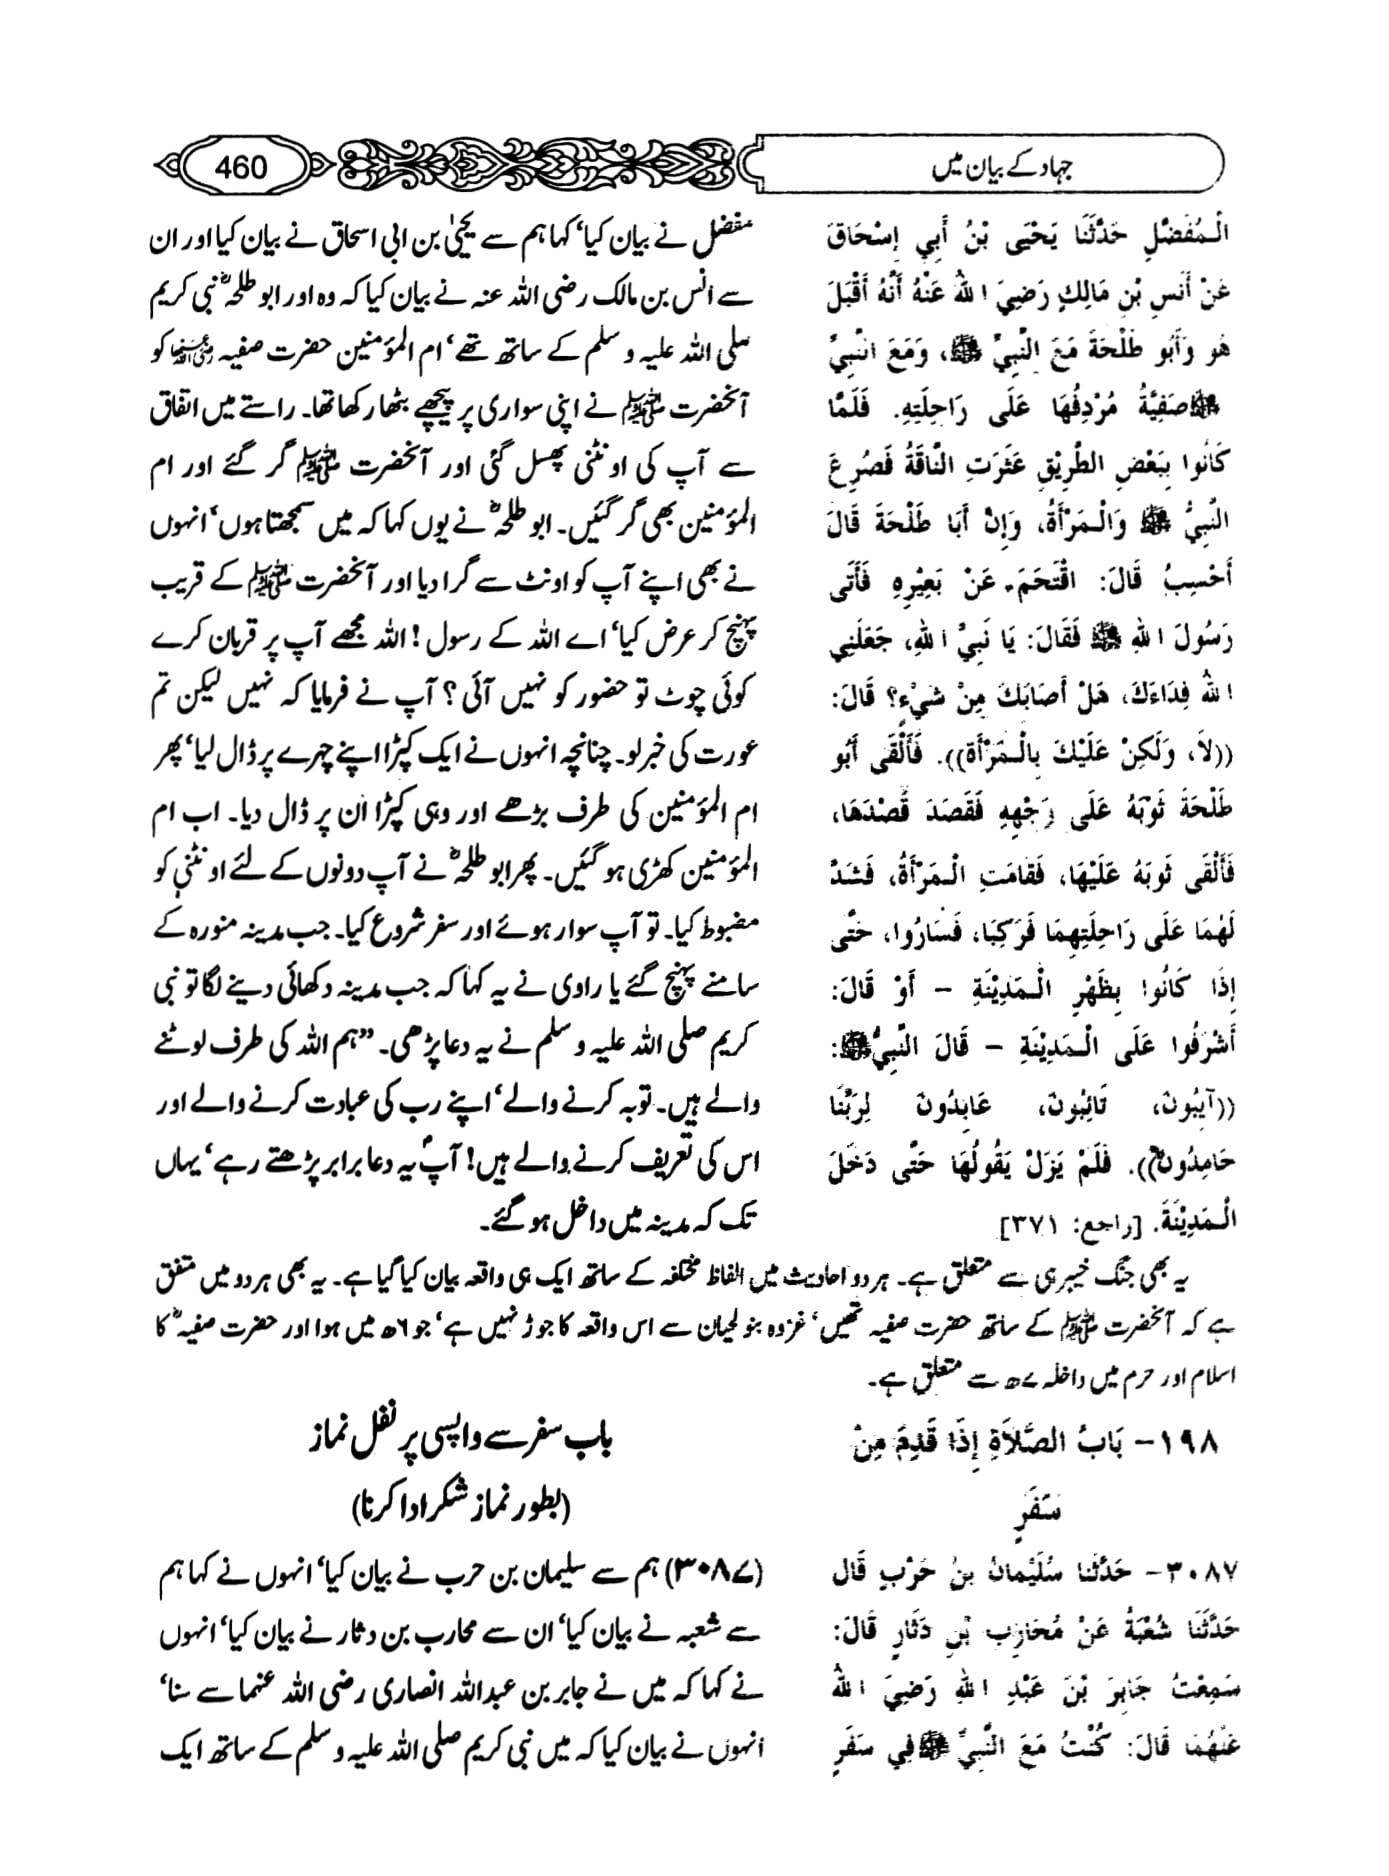 جہاد کے بیان میں
460
الْمُفَضَّلِ حَدَّثَنَا يَحْيَى بْنُ أَبِي إِسْحَاقَ
عَنْ أَنَسِ بْنِ مَالِكٍ رَضِيَ اللهُ عَنْهُ أَنَّهُ أَقْبَلَ
هُوَ وَأَبُو طَلْحَةَ مَعَ النَّبِيِّ ﷺ، وَمَعَ النَّبِيِّ
ﷺ صَفِيَّةُ مُرْدِفُهَا عَلَى رَاحِلَتِهِ. فَلَمَّا
كَانُوا بِبَعْضِ الطَّرِيْقِ عَثَرَتِ النَّاقَةُ فَصُرِعَ
النَّبِيُّ ﷺ وَالْمَرْأَةُ، وَإِنَّ أَبَا طَلْحَةَ قَالَ
أَحْسِبُ قَالَ: اقْتَحَمَ عَنْ بَعِيْرِهِ فَأَتَى
رَسُولَ اللهِ ﷺ فَقَالَ: يَا نَبِيَّ اللهِ، جَعَلَنِي
اللهُ فِدَاءَكَ، هَلْ أَصَابَكَ مِنْ شَيْءٍ؟ قَالَ:
((لاَ، وَلَكِنْ عَلَيْكَ بِالْمَرْأَةِ)). فَأَلْقَى أَبُو
طَلْحَةَ ثَوْبَهُ عَلَى وَجْهِهِ فَقَصَدَ قَصْدَهَا،
فَأَلْقَى ثَوبَهُ عَلَيْهَا، فَقَامَتِ الْمَرْأَةُ، فَشَدَّ
لَهُمَا عَلَى رَاحِلَتِهِمَا فَرَكِبَا، فَسَارُوا، حَتَّى
إِذَا كَانُوا بِظَهْرِ الْمَدِيْنَةِ – أَوْ قَالَ:
أَشْرَفُوا عَلَى الْمَدِيْنَةِ – قَالَ النَّبِيُّ ﷺ:
((آيِبُونَ، تَائِبُونَ، عَابِدُونَ لِرَبِّنَا
حَامِدُونَ)). فَلَمْ يَزَلْ يَقُولُهَا حَتَّى دَخَلَ
الْمَدِيْنَةَ. [راجع: ٣٧١]
مفضل نے بیان کیا‘ کہا ہم سے یحیٰ بن ابی اسحاق نے بیان کیا اور ان
سے انس بن مالک رضی اللہ عنہ نے بیان کیا کہ وہ اور ابو طلحہؓ نبی کریم
صلی اللہ علیہ و سلم کے ساتھ تھے‘ ام المؤمنین حضرت صفیہ رضی اللہ عنہا کو
آنحضرت ﷺ نے اپنی سواری پر پیچھے بٹھا رکھا تھا۔ راستے میں اتفاق
سے آپ کی اونٹنی پھسل گئی اور آنحضرت ﷺ گر گئے اور ام
المؤمنین بھی گر گئیں۔ ابو طلحہؓ نے یوں کہا کہ میں سمجھتا ہوں‘ انہوں
نے بھی اپنے آپ کو اونٹ سے گرا دیا اور آنحضرت ﷺ کے قریب
پہنچ کر عرض کیا‘ اے اللہ کے رسول! اللہ مجھے آپ پر قربان کرے
کوئی چوٹ تو حضور کو نہیں آئی؟ آپ نے فرمایا کہ نہیں لیکن تم
عورت کی خبر لو۔ چنانچہ انہوں نے ایک کپڑا اپنے چہرے پر ڈال لیا‘ پھر
ام المؤمنین کی طرف بڑھے اور وہی کپڑا ان پر ڈال دیا۔ اب ام
المؤمنین کھڑی ہو گئیں۔ پھر ابو طلحہؓ نے آپ دونوں کے لئے اونٹنی کو
مضبوط کیا۔ تو آپ سوار ہوئے اور سفر شروع کیا۔ جب مدینہ منورہ کے
سامنے پہنچ گئے یا راوی نے یہ کہا کہ جب مدینہ دکھائی دینے لگا تو نبی
کریم صلی اللہ علیہ و سلم نے یہ دعا پڑھی۔ ”ہم اللہ کی طرف لوٹنے
والے ہیں۔ توبہ کرنے والے‘ اپنے رب کی عبادت کرنے والے اور
اس کی تعریف کرنے والے ہیں! آپؐ یہ دعا برابر پڑھتے رہے‘ یہاں
تک کہ مدینہ میں داخل ہو گئے۔
یہ بھی جنگ خیبری سے متعلق ہے۔ ہر دو احادیث میں الفاظ مختلفہ کے ساتھ ایک ہی واقعہ بیان کیا گیا ہے۔ یہ بھی ہر دو میں متفق
ہے کہ آنحضرت ﷺ کے ساتھ حضرت صفیہ تھیں‘ غزوہ بنو لحیان سے اس واقعہ کا جوڑ نہیں ہے‘ جو ۶ھ میں ہوا اور حضرت صفیہؓ کا
اسلام اور حرم میں داخلہ ۷ھ سے متعلق ہے۔
١٩٨– بَابُ الصَّلاَةِ إِذَا قَدِمَ مِنْ
سَفَرٍ
باب سفر سے واپسی پر نفل نماز
(بطور نماز شکر ادا کرنا)
٣٠٨٧– حَدَّثَنَا سُلَيْمَانُ بنُ حَرْبٍ قَالَ
حَدَّثَنَا شُعْبَةُ عَنْ مُحَارِبِ بْنِ دَثَارٍ قَالَ:
سَمِعْتُ جَابِرَ بْنَ عَبْدِ اللهِ رَضِيَ اللهُ
عَنْهُمَا قَالَ: كُنْتُ مَعَ النَّبِيِّ ﷺ فِي سَفَرٍ
(۳۰۸۷) ہم سے سلیمان بن حرب نے بیان کیا‘ انہوں نے کہا ہم
سے شعبہ نے بیان کیا‘ ان سے محارب بن دثار نے بیان کیا‘ انہوں
نے کہا کہ میں نے جابر بن عبداللہ انصاری رضی اللہ عنہما سے سنا‘
انہوں نے بیان کیا کہ میں نبی کریم صلی اللہ علیہ و سلم کے ساتھ ایک